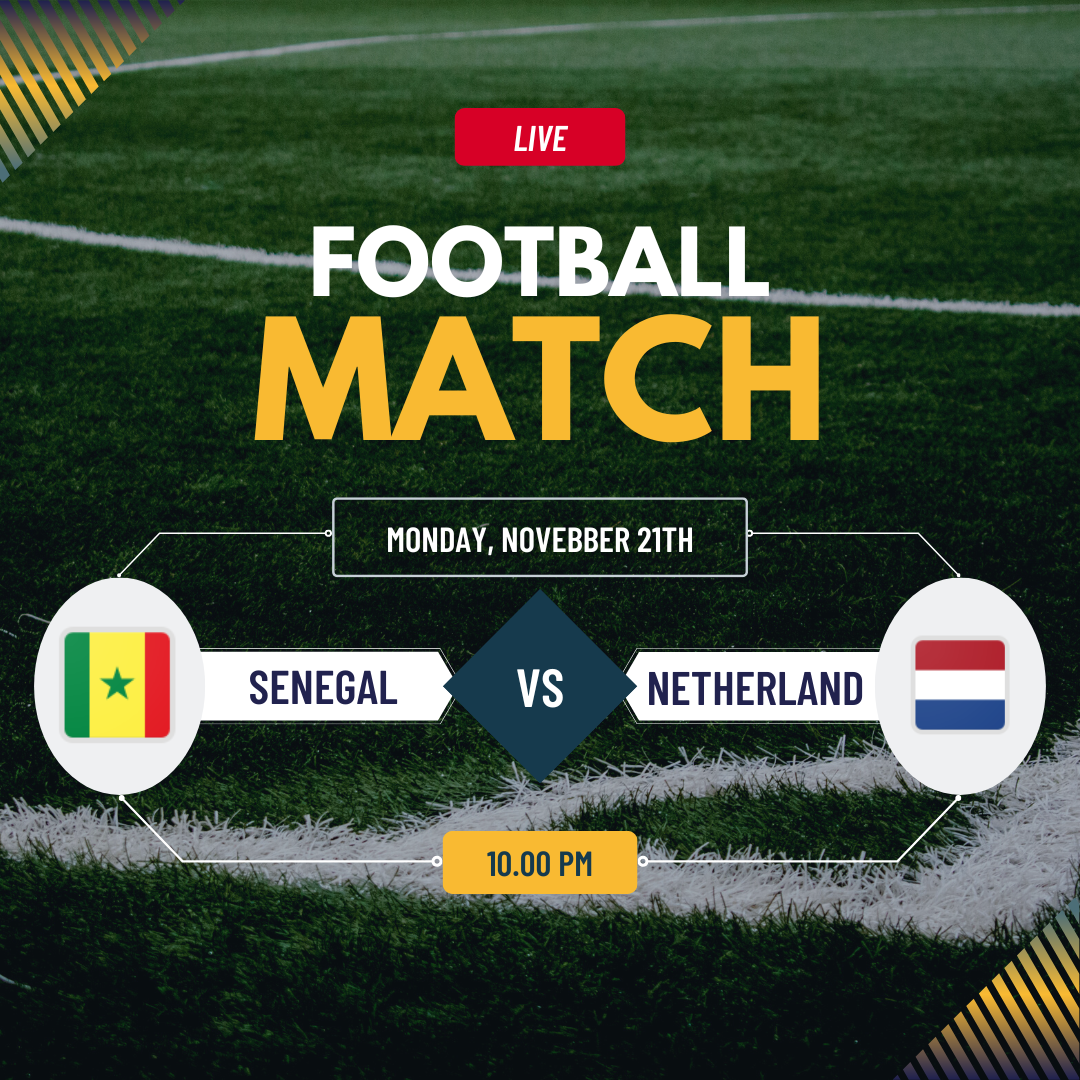 LIVE
FOOTBALL
MATCH
MONDAY, NOVEBBER 21TH
SENEGAL
VS
NETHERLAND
10.00 PM